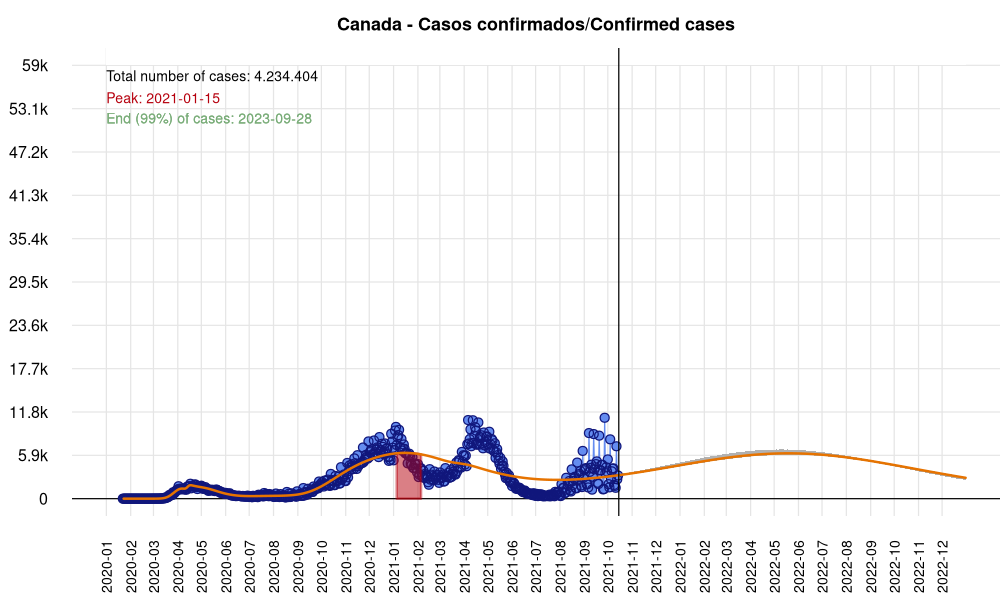 Canada - Casos confirmados/Confirmed cases
Total number of cases: 4.234.404
Peak: 2021-01-15
End (99%) of cases: 2023-09-28
59k
53.1k
47.2k
41.3k
35.4k
29.5k
23.6k
17.7k
11.8k
5.9k
0
2020-01
2020-02
2020-03
2020-04
2020-05
2020-06
2020-07
2020-08
2020-09
2020-10
2020-11
2020-12
2021-01
2021-02
2021-03
2021-04
2021-05
2021-06
2021-07
2021-08
2021-09
2021-10
2021-11
2021-12
2022-01
2022-02
2022-03
2022-04
2022-05
2022-06
2022-07
2022-08
2022-09
2022-10
2022-11
2022-12